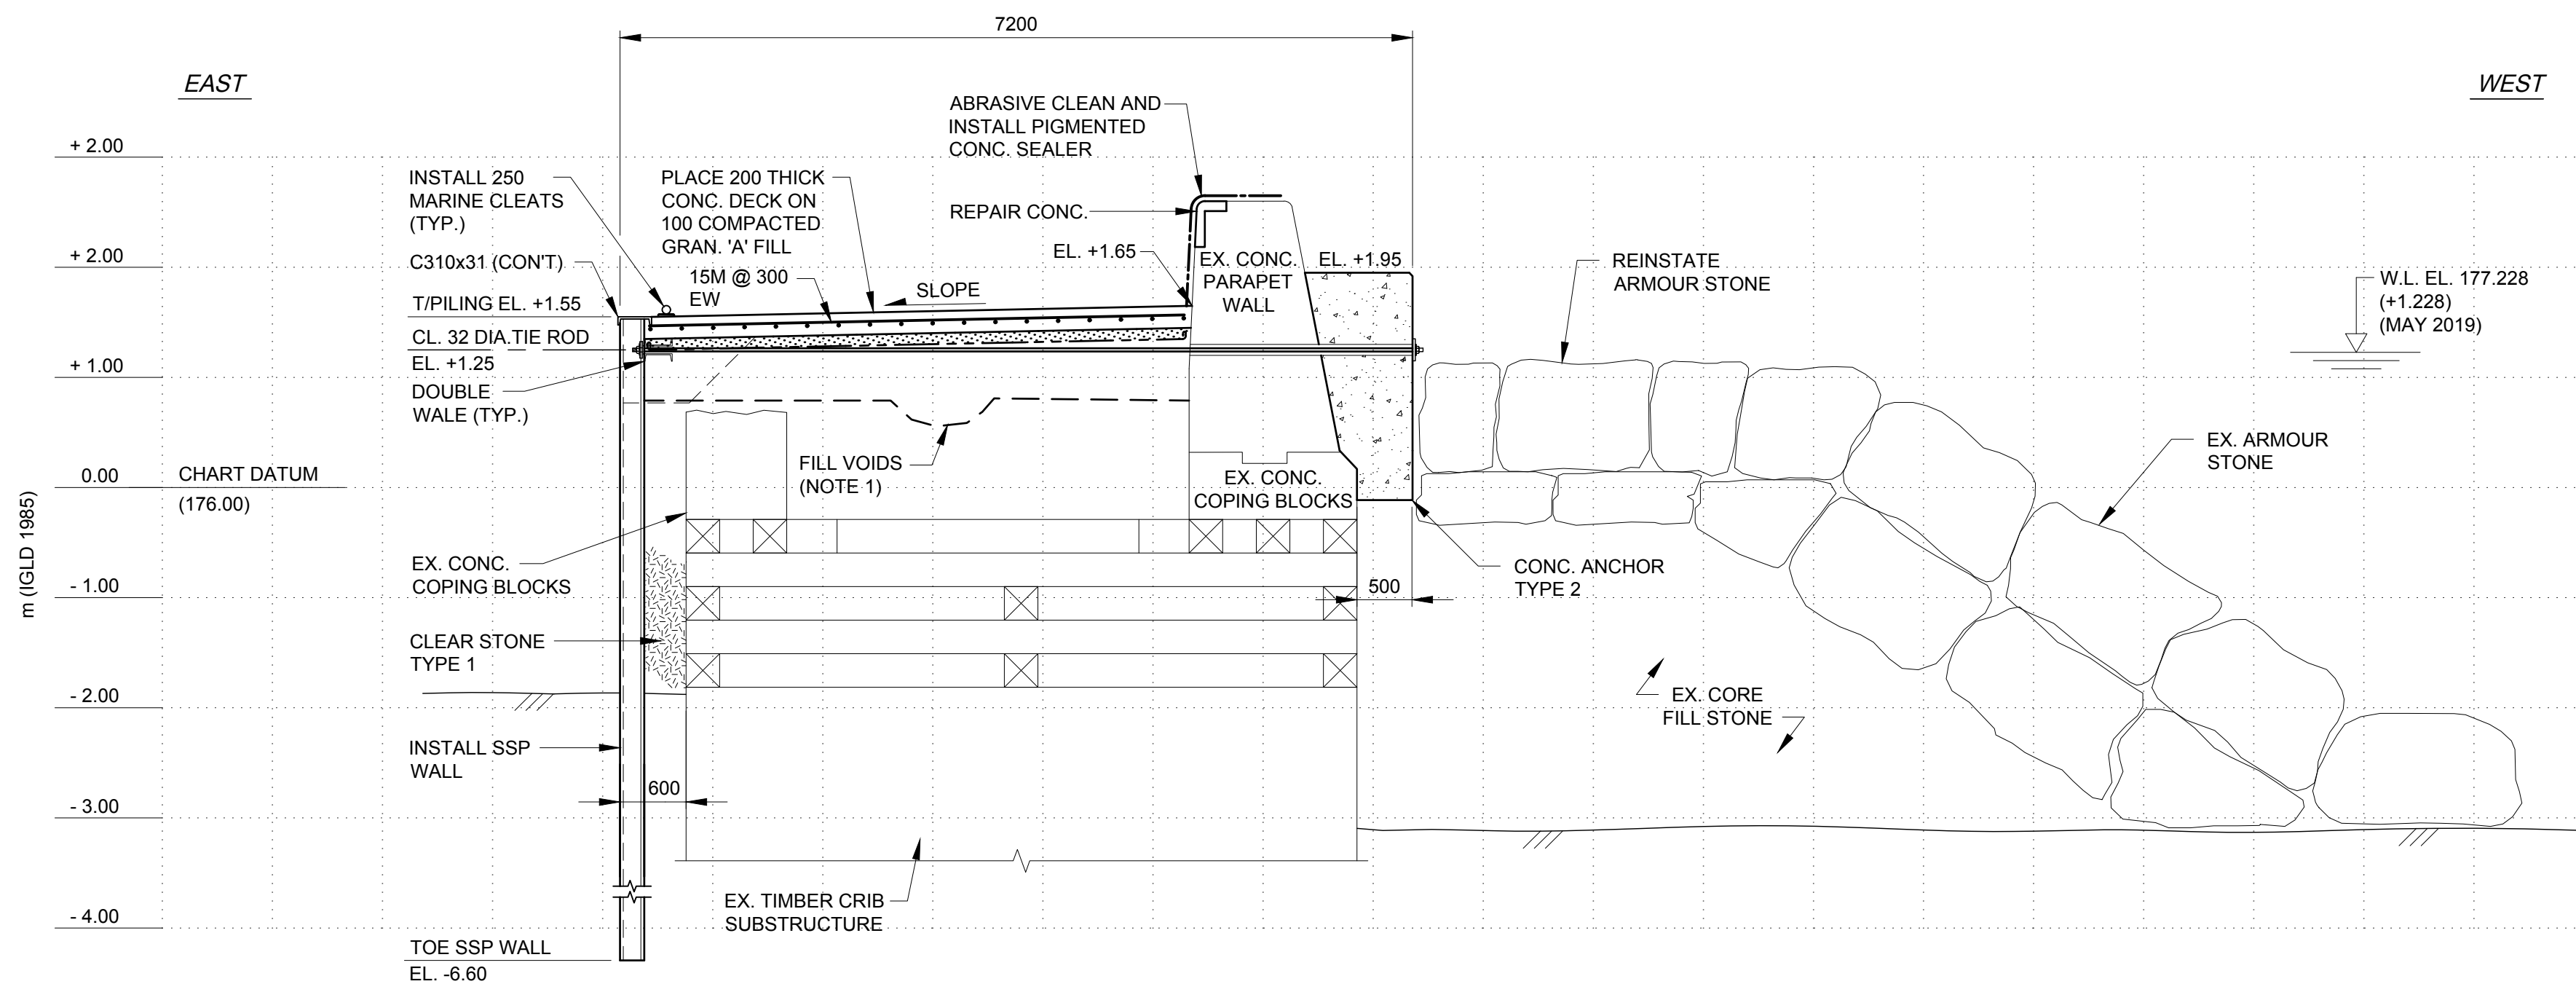 7200
EAST
WEST
ABRASIVE CLEAN AND
INSTALL PIGMENTED
CONC. SEALER
+ 2.00
INSTALL 250
MARINE CLEATS
(TYP.)
PLACE 200 THICK
CONC. DECK ON
100 COMPACTED
GRAN. 'A' FILL
REPAIR CONC.
+ 2.00
C310x31 (CON'T)
15M @ 300
EW
EL. +1.65
SLOPE
EX. CONC.
PARAPET
WALL
EL. +1.95
REINSTATE
ARMOUR STONE
W.L. EL. 177.228
(+1.228)
(MAY 2019)
T/PILING EL. +1.55
CL. 32 DIA.TIE ROD
EL. +1.25
+ 1.00
DOUBLE
WALE (TYP.)
FILL VOIDS
(NOTE 1)
EX. ARMOUR
STONE
0.00
CHART DATUM
(176.00)
EX. CONC.
COPING BLOCKS
m (IGLD 1985)
EX. CONC.
COPING BLOCKS
CONC. ANCHOR
TYPE 2
- 1.00
500
CLEAR STONE
TYPE 1
- 2.00
EX. CORE
FILL STONE
INSTALL SSP
WALL
600
- 3.00
EX. TIMBER CRIB
SUBSTRUCTURE
- 4.00
TOE SSP WALL
EL. -6.60